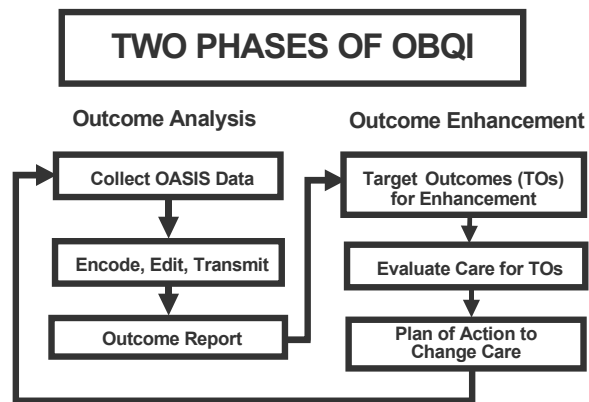 TWO PHASES OF OBQI
Outcome Analysis
Collect OASIS Data
Encode, Edit, Transmit
Outcome Report
Outcome Enhancement
Target Outcomes (TOs)
for Enhancement
Evaluate Care for TOs
Plan of Action to
Change Care